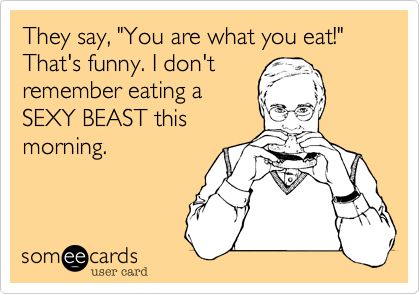 They say, "You are what you eat!"
That's funny. I don't
remember eating a
SEXY BEAST this
morning.
someecards
user card